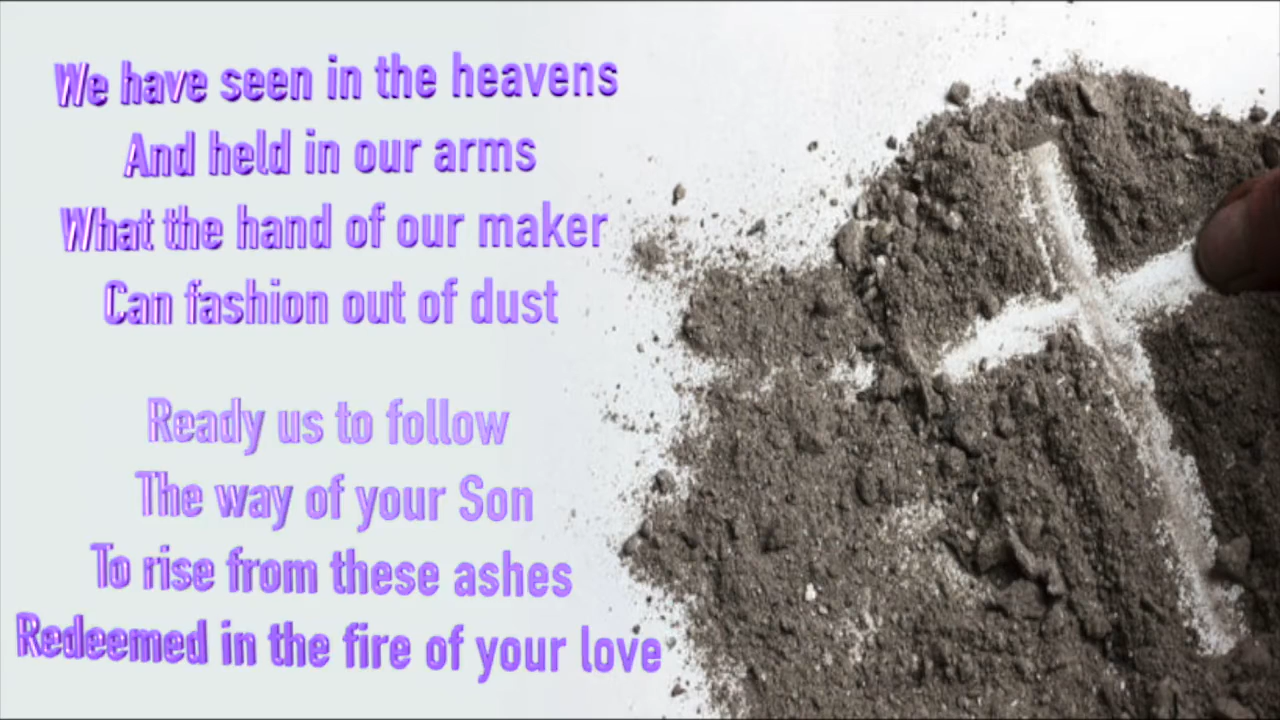 We have seen in the heavens
And held in our arms
What the hand of our maker
Can fashion out of dust
Ready us to follow
The way of your Son
To rise from these ashes
Redeemed in the fire of your love